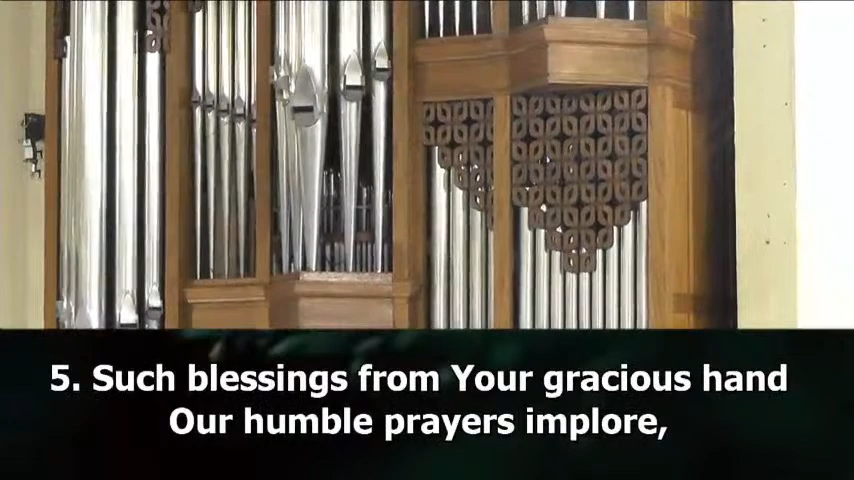 5. Such blessings from Your gracious hand
Our humble prayers implore,